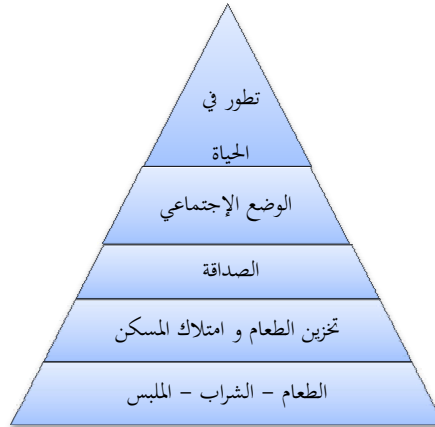 تطور في
الحياة
الوضع الإجتماعي
الصداقة
تخزين الطعام و امتلاك المسكن
الطعام – الشراب – الملبس